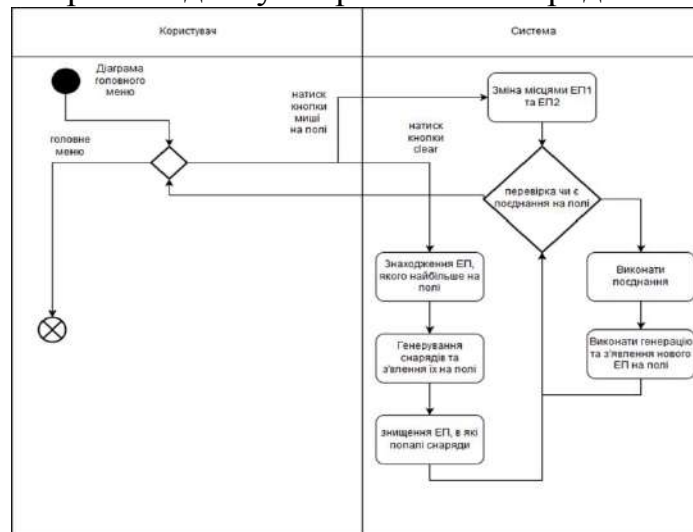 Користувач
Система
Діаграма
головного
меню
натиск
кнопки
миші
на полі
Зміна місцями ЕП1
та ЕП2
головне
меню
натиск
кнопки
clear
перевірка чи є
поєднання на полі
Знаходження ЕП,
якого найбільше на
полі
Виконати
поєднання
Генерування
снарядів та
з'влення їх на полі
Виконати генерацію
та з'явлення нового
ЕП на полі
знищення ЕП, в які
попалі снаряди